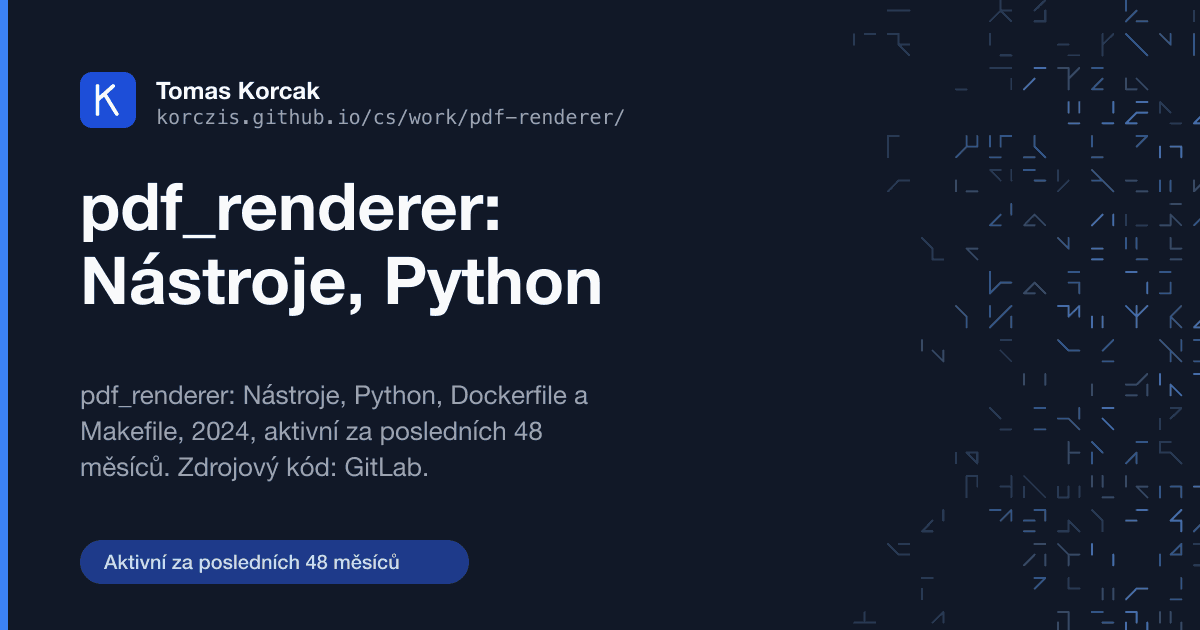 K
Tomas Korcak
korczis.github.io/cs/work/pdf-renderer/
pdf_renderer:
Nástroje, Python
pdf_renderer: Nástroje, Python, Dockerfile a
Makefile, 2024, aktivní za posledních 48
měsíců. Zdrojový kód: GitLab.
Aktivní za posledních 48 měsíců